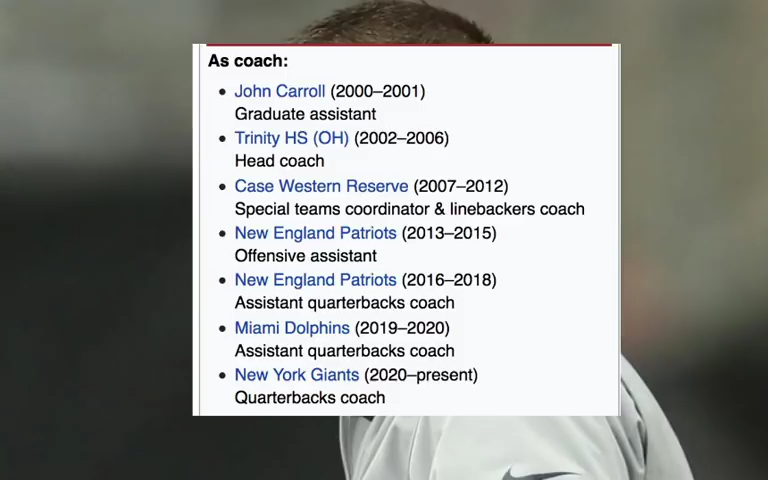 As coach:
John Carroll (2000–2001)
Graduate assistant
Trinity HS (OH) (2002–2006)
Head coach
Case Western Reserve (2007–2012)
Special teams coordinator & linebackers coach
New England Patriots (2013–2015)
Offensive assistant
New England Patriots (2016–2018)
Assistant quarterbacks coach
Miami Dolphins (2019–2020)
Assistant quarterbacks coach
New York Giants (2020–present)
Quarterbacks coach